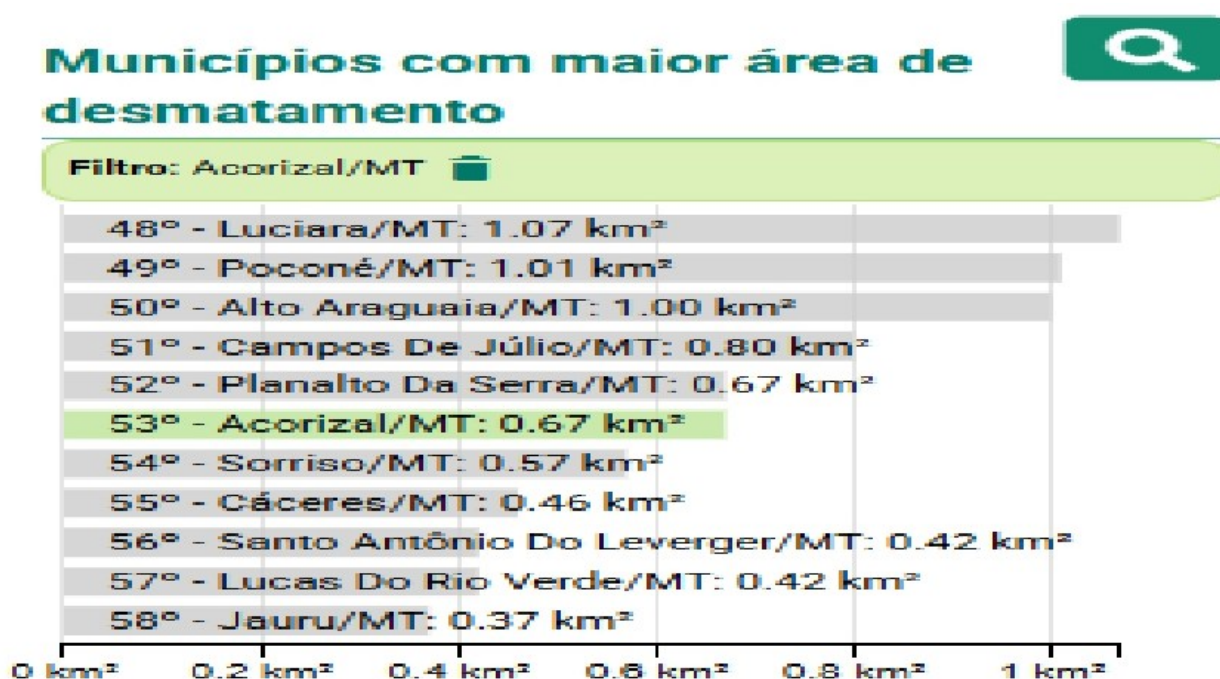 Municípios com maior área de
desmatamento
Filtro: Acorizal/MT
48º - Luciara/MT: 1.07 km²
49º - Poconé/MT: 1.01 km²
50º - Alto Araguaia/MT: 1.00 km²
51º - Campos De Júlio/MT: 0.80 km²
52º - Planalto Da Serra/MT: 0.67 km²
53º - Acorizal/MT: 0.67 km²
54º - Sorriso/MT: 0.57 km²
55º - Cáceres/MT: 0.46 km²
56º - Santo Antônio Do Leverger/MT: 0.42 km²
57º - Lucas Do Rio Verde/MT: 0.42 km²
58º - Jauru/MT: 0.37 km²
0 km² 0.2 km² 0.4 km² 0.6 km² 0.8 km² 1 km²